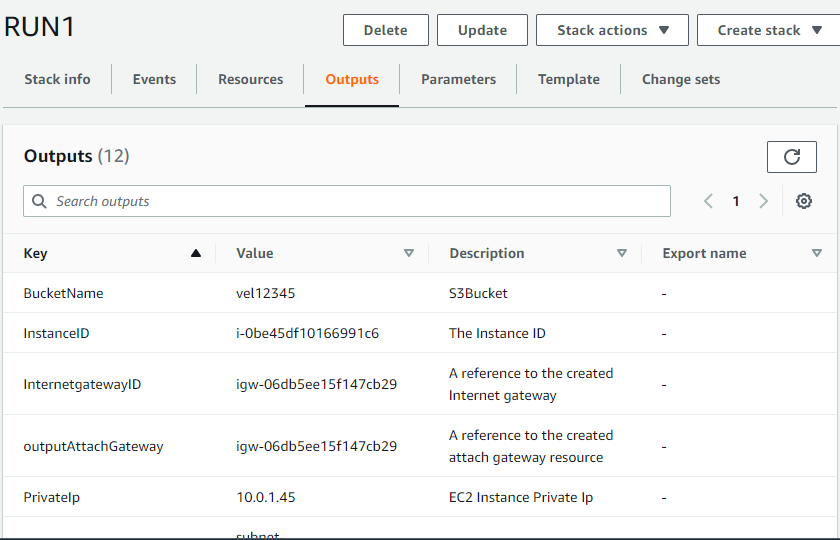 RUN1
Delete
Update
Stack actions
Create stack
Stack info
Events
Resources
Outputs
Parameters
Template
Change sets
Outputs (12)
Search outputs
1
Key
Value
Description
Export name
BucketName
vel12345
S3Bucket
-
InstanceID
i-0be45df10166991c6
The Instance ID
-
InternetgatewayID
igw-06db5ee15f147cb29
A reference to the created
Internet gateway
-
outputAttachGateway
igw-06db5ee15f147cb29
A reference to the created
attach gateway resource
-
PrivateIp
10.0.1.45
EC2 Instance Private Ip
-
subnet